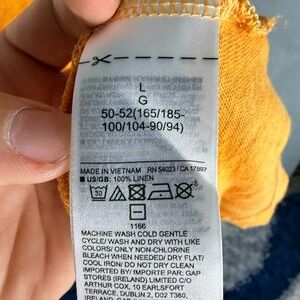 L
G
50-52(165/185-
100/104-90/94)
MADE IN VIETNAM RN 54023 / CA 17897
US/GB: 100% LINEN
30
1166
MACHINE WASH COLD GENTLE
CYCLE/ WASH AND DRY WITH LIKE
COLORS/ ONLY NON-CHLORINE
BLEACH WHEN NEEDED/ DRY FLAT/
COOL IRON/ DO NOT DRY CLEAN
IMPORTED BY/ IMPORTE PAR: GAP
STORES (IRELAND) LIMITED C/O
ARTHUR COX, 10 EARLSFORT
TERRACE, DUBLIN 2, D02 T380,